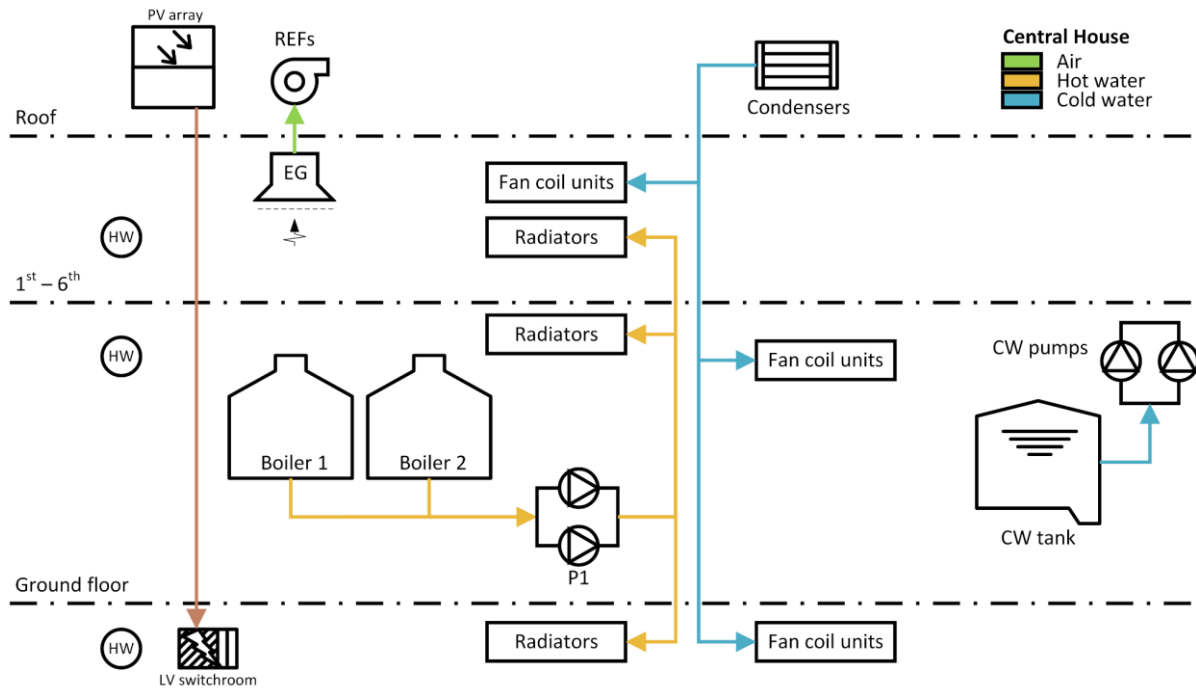 PV array
REFs
Central House
Air
Hot water
Cold water
Condensers
Roof
EG
Fan coil units
HW
Radiators
1st – 6th
Radiators
HW
Fan coil units
CW pumps
Boiler 1
Boiler 2
CW tank
P1
Ground floor
HW
Radiators
Fan coil units
LV switchroom